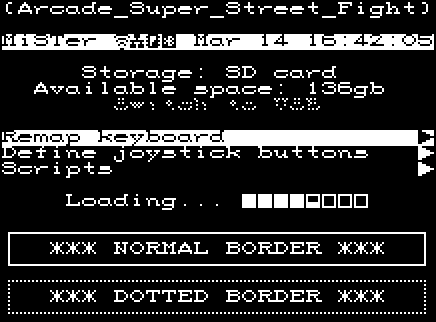 (Arcade_Super_Street_Fight)
MiSTer Mar 14 16:42:05
Storage: SD card
Available space: 136gb
Remap keyboard
Define joystick buttons
Scripts
Loading...
*** NORMAL BORDER ***
*** DOTTED BORDER ***